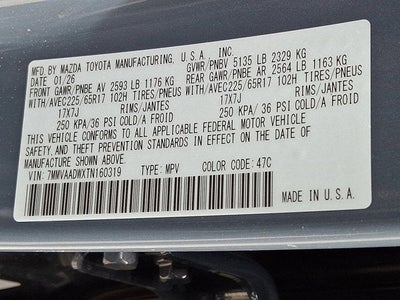 MFD. BY MAZDA TOYOTA MANUFACTURING. U.S.A., INC.
DATE 01/26 GVWR/PNBV 5135 LB 2329 KG
FRONT GAWR/PNBE AV 2593 LB 1176 KG REAR GAWR/PNBE AR 2564 LB 1163 KG
WITH/AVEC225/65R17 102H TIRES/PNEUS WITH/AVEC225/65R17 102H TIRES/PNEUS
17X7J RIMS/JANTES 17X7J RIMS/JANTES
250 KPA/36 PSI COLD/A FROID 250 KPA/ 36 PSI COLD/A FROID
THIS VEHICLE CONFORMS TO ALL APPLICABLE FEDERAL MOTOR VEHICLE
SAFETY, AND THEFT PREVENTION STANDARDS IN EFFECT ON THE DATE OF
MANUFACTURE SHOWN ABOVE.
VIN: 7MMVAADWXTN160319 TYPE: MPV COLOR CODE: 47C
MADE IN U.S.A.